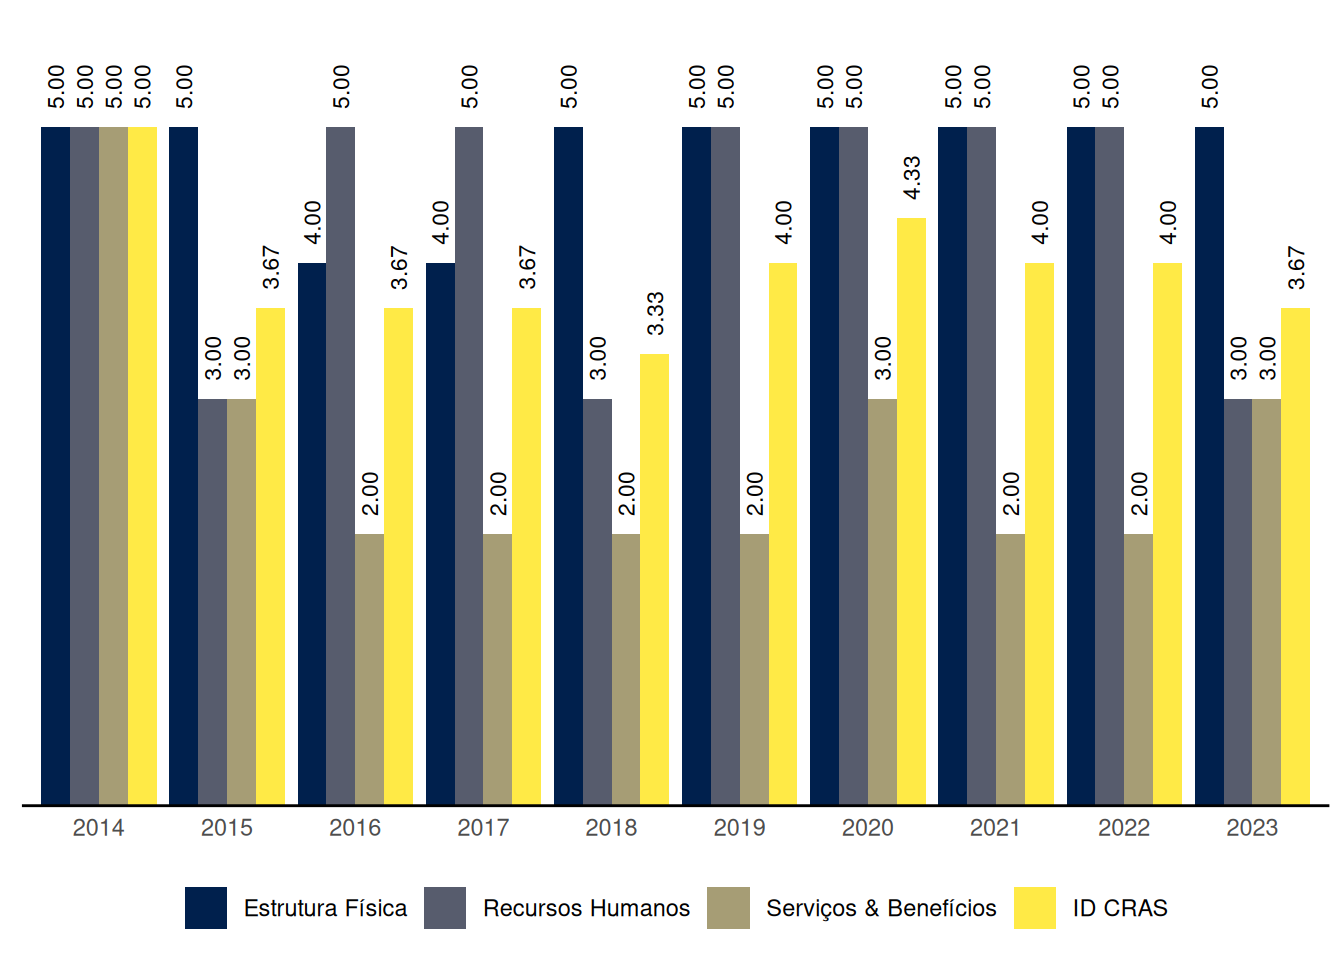 5.00 5.00 5.00 5.00 5.00 3.00 3.00 3.67 4.00 5.00 2.00 3.67 4.00 5.00 2.00 3.67 5.00 3.00 2.00 3.33 5.00 5.00 2.00 4.00 5.00 5.00 3.00 4.33 5.00 5.00 2.00 4.00 5.00 5.00 2.00 4.00 5.00 3.00 3.00 3.67
2014 2015 2016 2017 2018 2019 2020 2021 2022 2023
Estrutura Física Recursos Humanos Serviços & Benefícios ID CRAS